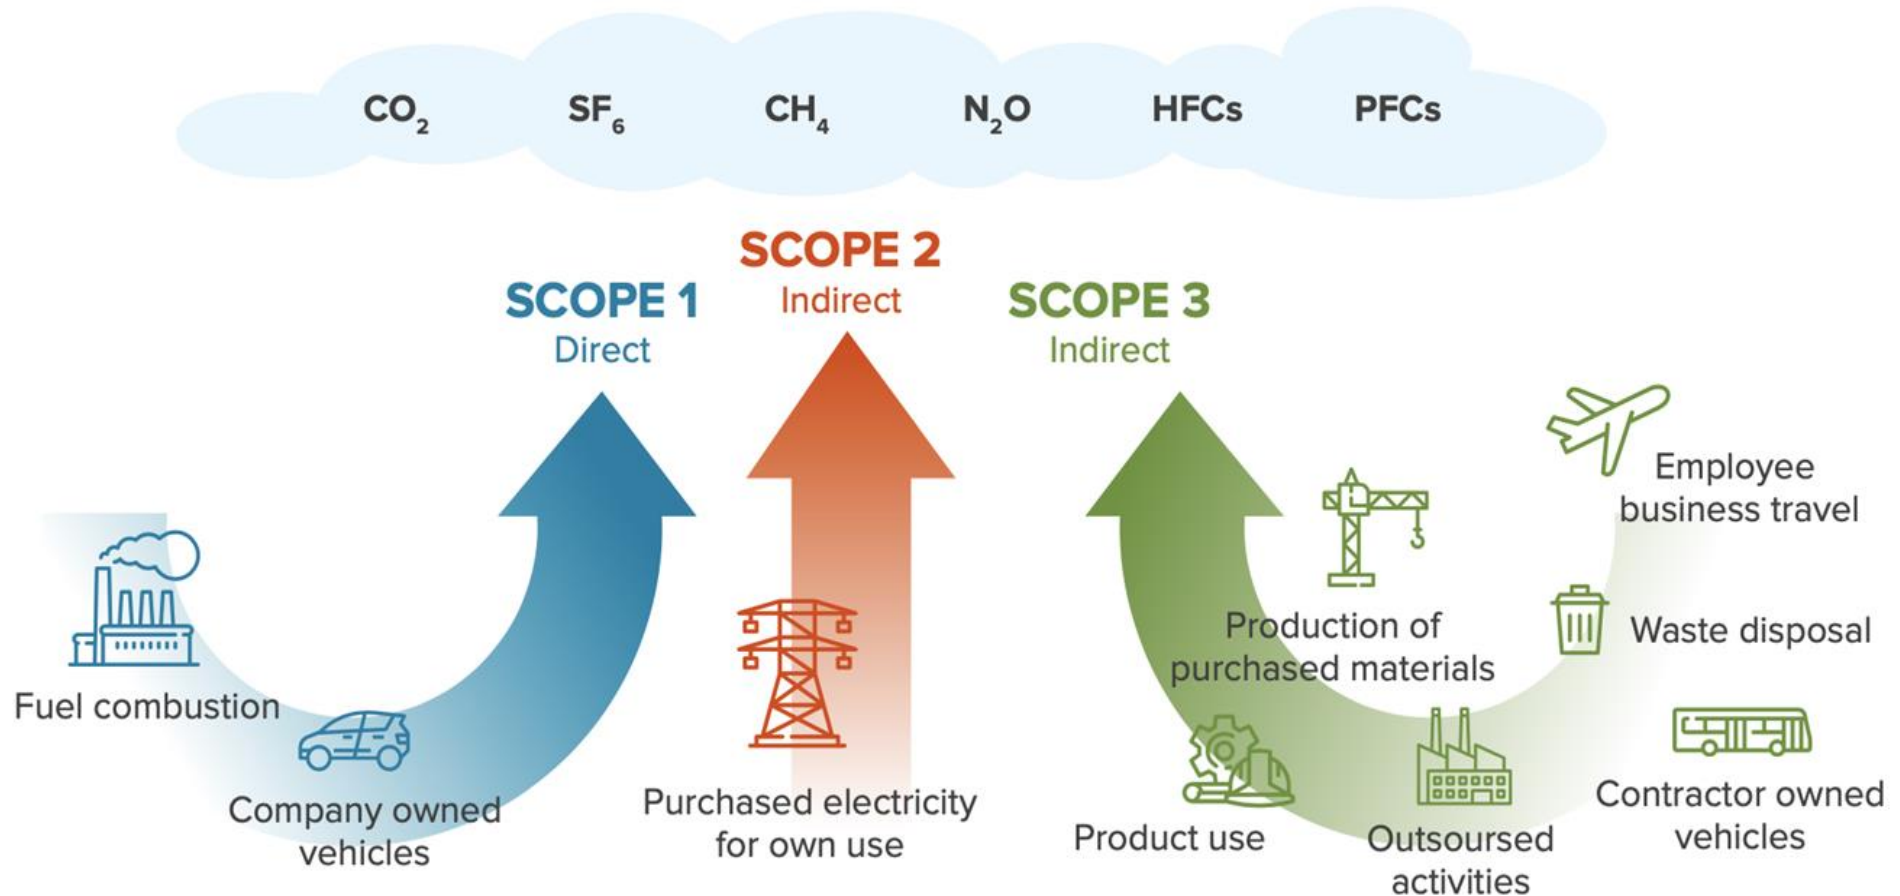 CO₂ SF₆ CH₄ N₂O HFCs PFCs
SCOPE 1
Direct
SCOPE 2
Indirect
SCOPE 3
Indirect
Fuel combustion
Company owned
vehicles
Purchased electricity
for own use
Employee
business travel
Production of
purchased materials
Waste disposal
Product use
Outsoursed
activities
Contractor owned
vehicles